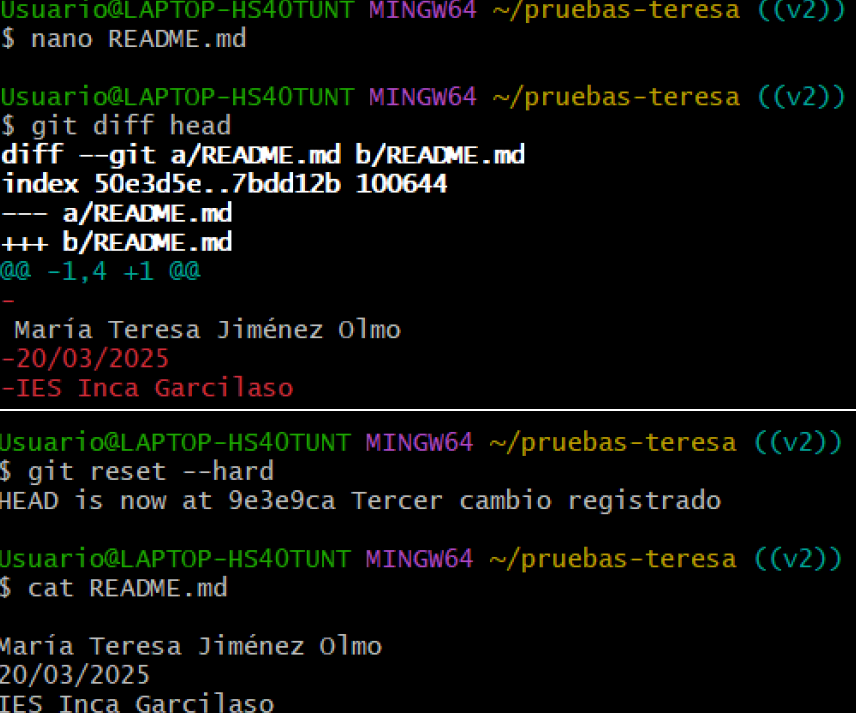 Usuario@LAPTOP-HS40TUNT MINGW64 ~/pruebas-teresa ((v2))
$ nano README.md
Usuario@LAPTOP-HS40TUNT MINGW64 ~/pruebas-teresa ((v2))
$ git diff head
diff --git a/README.md b/README.md
index 50e3d5e..7bdd12b 100644
--- a/README.md
+++ b/README.md
@@ -1,4 +1 @@
-
 María Teresa Jiménez Olmo
-20/03/2025
-IES Inca Garcilaso
Usuario@LAPTOP-HS40TUNT MINGW64 ~/pruebas-teresa ((v2))
$ git reset --hard
HEAD is now at 9e3e9ca Tercer cambio registrado
Usuario@LAPTOP-HS40TUNT MINGW64 ~/pruebas-teresa ((v2))
$ cat README.md
María Teresa Jiménez Olmo
20/03/2025
IES Inca Garcilaso